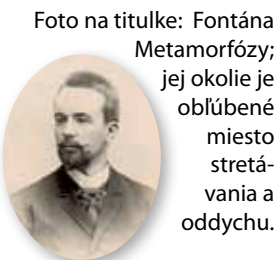 Foto na titulke: Fontána
Metamorfózy;
jej okolie je
obľúbené
miesto
stretá-
vania a
oddychu.